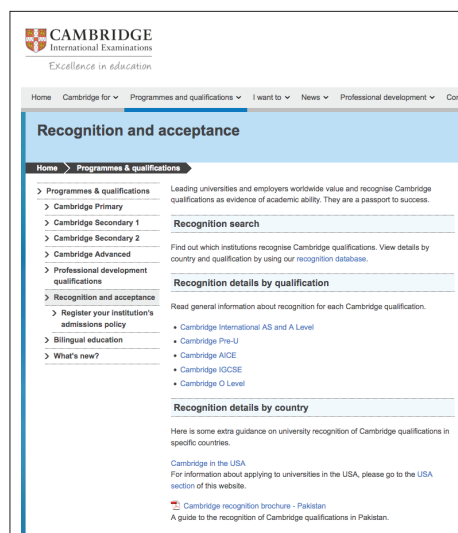 CAMBRIDGE
International Examinations
Excellence in education
Home Cambridge for Programmes and qualifications I want to News Professional development
Recognition and acceptance
Home Programmes & qualifications
Programmes & qualifications
Cambridge Primary
Cambridge Secondary 1
Cambridge Secondary 2
Cambridge Advanced
Professional development
qualifications
Recognition and acceptance
Register your institution's
admissions policy
Bilingual education
What's new?
Leading universities and employers worldwide value and recognise Cambridge
qualifications as evidence of academic ability. They are a passport to success.
Recognition search
Find out which institutions recognise Cambridge qualifications. View details by
country and qualification by using our recognition database.
Recognition details by qualification
Read general information about recognition for each Cambridge qualification.
• Cambridge International AS and A Level
• Cambridge Pre-U
• Cambridge AICE
• Cambridge IGCSE
• Cambridge O Level
Recognition details by country
Here is some extra guidance on university recognition of Cambridge qualifications in
specific countries.
Cambridge in the USA
For information about applying to universities in the USA, please go to the USA
section of this website.
Cambridge recognition brochure - Pakistan
A guide to the recognition of Cambridge qualifications in Pakistan.